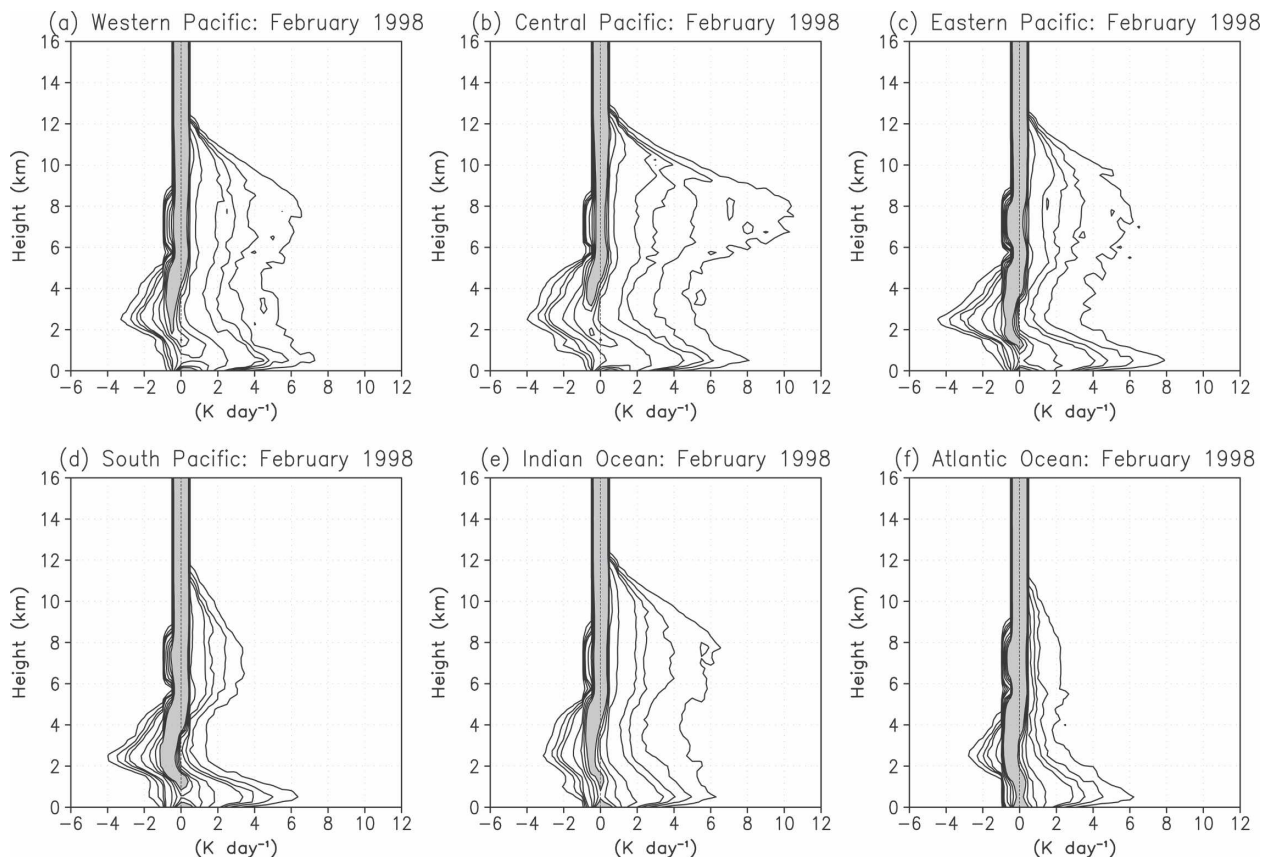 (a) Western Pacific: February 1998
(b) Central Pacific: February 1998
(c) Eastern Pacific: February 1998
16
14
12
10
8
6
4
2
0
Height (km)
−6 −4 −2 0 2 4 6 8 10 12
(K day⁻¹)
16
14
12
10
8
6
4
2
0
Height (km)
−6 −4 −2 0 2 4 6 8 10 12
(K day⁻¹)
16
14
12
10
8
6
4
2
0
Height (km)
−6 −4 −2 0 2 4 6 8 10 12
(K day⁻¹)
(d) South Pacific: February 1998
(e) Indian Ocean: February 1998
(f) Atlantic Ocean: February 1998
16
14
12
10
8
6
4
2
0
Height (km)
−6 −4 −2 0 2 4 6 8 10 12
(K day⁻¹)
16
14
12
10
8
6
4
2
0
Height (km)
−6 −4 −2 0 2 4 6 8 10 12
(K day⁻¹)
16
14
12
10
8
6
4
2
0
Height (km)
−6 −4 −2 0 2 4 6 8 10 12
(K day⁻¹)